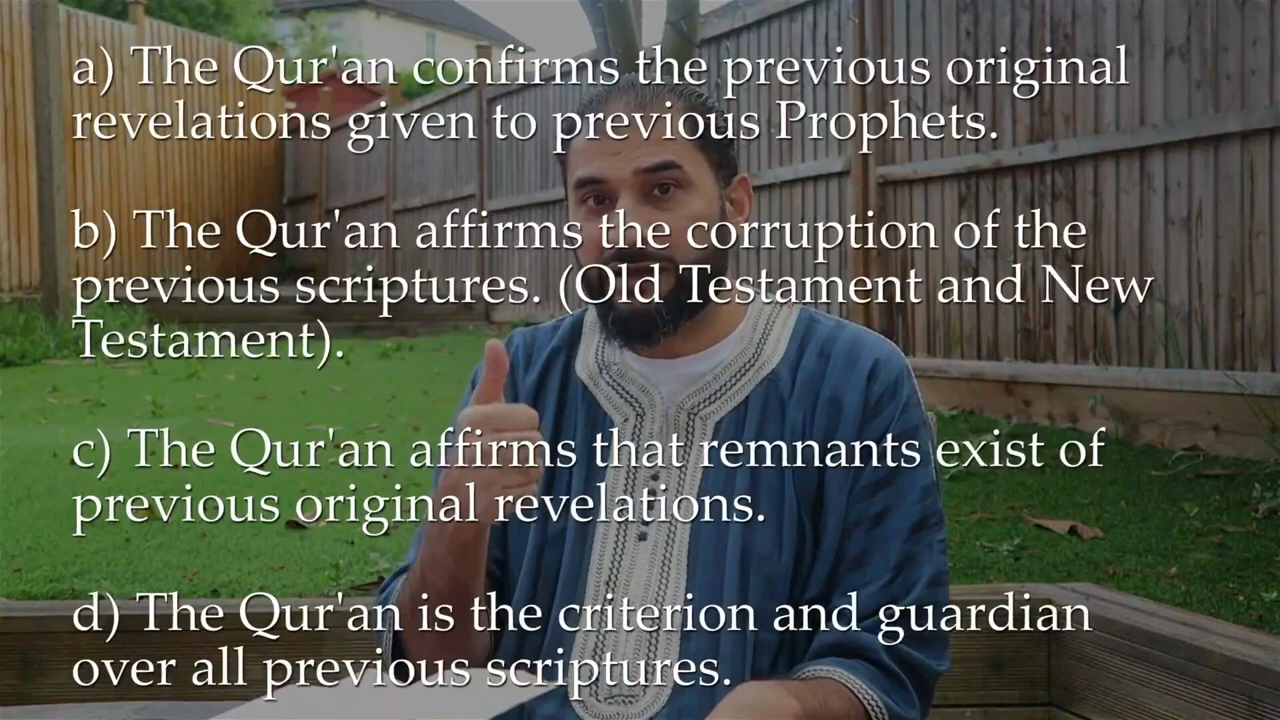 a) The Qur'an confirms the previous original
revelations given to previous Prophets.
b) The Qur'an affirms the corruption of the
previous scriptures. (Old Testament and New
Testament).
c) The Qur'an affirms that remnants exist of
previous original revelations.
d) The Qur'an is the criterion and guardian
over all previous scriptures.